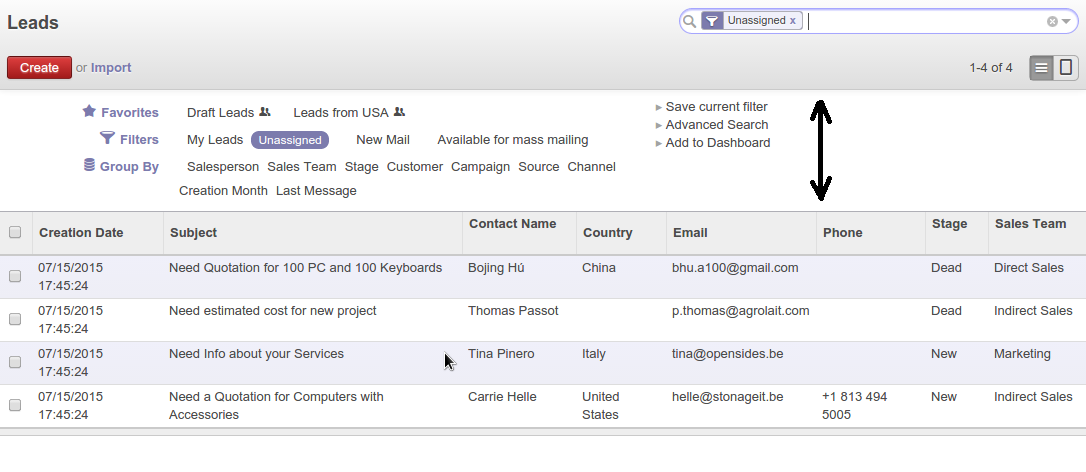 Leads
Unassigned x
Create or Import
1-4 of 4
Favorites Draft Leads Leads from USA
Filters My Leads Unassigned New Mail Available for mass mailing
Group By Salesperson Sales Team Stage Customer Campaign Source Channel
Creation Month Last Message
Save current filter
Advanced Search
Add to Dashboard
Creation Date Subject Contact Name Country Email Phone Stage Sales Team
07/15/2015 Need Quotation for 100 PC and 100 Keyboards Bojing Hú China bhu.a100@gmail.com Dead Direct Sales
17:45:24
07/15/2015 Need estimated cost for new project Thomas Passot p.thomas@agrolait.com Dead Indirect Sales
17:45:24
07/15/2015 Need Info about your Services Tina Pinero Italy tina@opensides.be New Marketing
17:45:24
07/15/2015 Need a Quotation for Computers with Carrie Helle United helle@stonageit.be +1 813 494 New Indirect Sales
17:45:24 Accessories States 5005